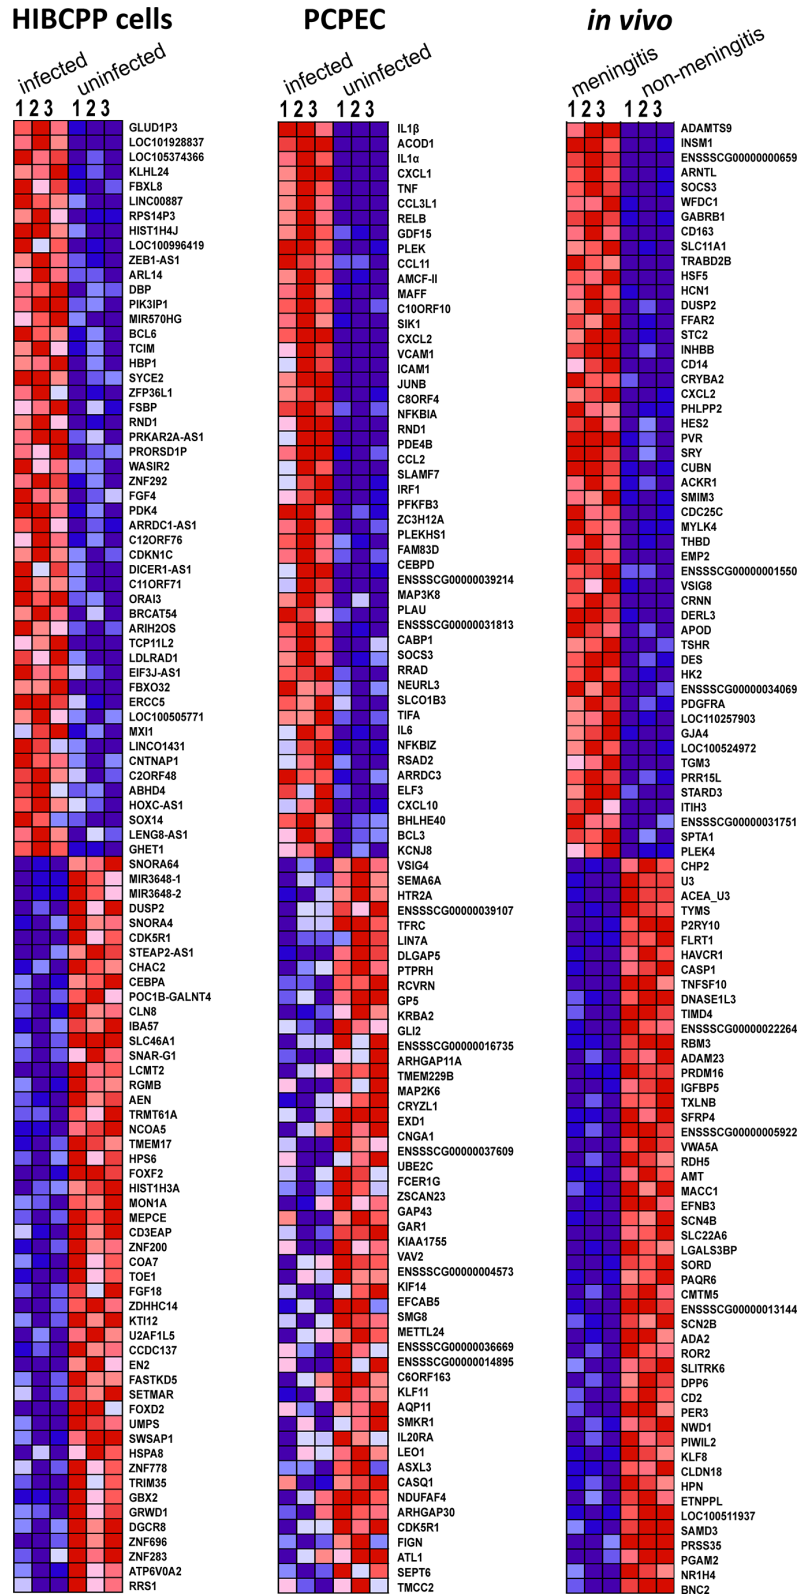 HIBCPP cells
infected
uninfected
1 2 3 1 2 3
GLUD1P3
LOC101928837
LOC105374366
KLHL24
FBXL8
LINC00887
RPS14P3
HIST1H4J
LOC100996419
ZEB1-AS1
ARL14
DBP
PIK3IP1
MIR570HG
BCL6
TCIM
HBP1
SYCE2
ZFP36L1
FSBP
RND1
PRKAR2A-AS1
PRORSD1P
WASIR2
ZNF292
FGF4
PDK4
ARRDC1-AS1
C12ORF76
CDKN1C
DICER1-AS1
C11ORF71
ORAI3
BRCAT54
ARIH2OS
TCP11L2
LDLRAD1
EIF3J-AS1
FBXO32
ERCC5
LOC100505771
MXI1
LINCO1431
CNTNAP1
C2ORF48
ABHD4
HOXC-AS1
SOX14
LENG8-AS1
GHET1
SNORA64
MIR3648-1
MIR3648-2
DUSP2
SNORA4
CDK5R1
STEAP2-AS1
CHAC2
CEBPA
POC1B-GALNT4
CLN8
IBA57
SLC46A1
SNAR-G1
LCMT2
RGMB
AEN
TRMT61A
NCOA5
TMEM17
HPS6
FOXF2
HIST1H3A
MON1A
MEPCE
CD3EAP
ZNF200
COA7
TOE1
FGF18
ZDHHC14
KTI12
U2AF1L5
CCDC137
EN2
FASTKD5
SETMAR
FOXD2
UMPS
SWSAP1
HSPA8
ZNF778
TRIM35
GBX2
GRWD1
DGCR8
ZNF696
ZNF283
ATP6V0A2
RRS1
PCPEC
infected
uninfected
1 2 3 1 2 3
IL1β
ACOD1
IL1α
CXCL1
TNF
CCL3L1
RELB
GDF15
PLEK
CCL11
AMCF-II
MAFF
C10ORF10
SIK1
CXCL2
VCAM1
ICAM1
JUNB
C8ORF4
NFKBIA
RND1
PDE4B
CCL2
SLAMF7
IRF1
PFKFB3
ZC3H12A
PLEKHS1
FAM83D
CEBPD
ENSSSCG00000039214
MAP3K8
PLAU
ENSSSCG00000031813
CABP1
SOCS3
RRAD
NEURL3
SLCO1B3
TIFA
IL6
NFKBIZ
RSAD2
ARRDC3
ELF3
CXCL10
BHLHE40
BCL3
KCNJ8
VSIG4
SEMA6A
HTR2A
ENSSSCG00000039107
TFRC
LIN7A
DLGAP5
PTPRH
RCVRN
GP5
KRBA2
GLI2
ENSSSCG00000016735
ARHGAP11A
TMEM229B
MAP2K6
CRYZL1
EXD1
CNGA1
ENSSSCG00000037609
UBE2C
FCER1G
ZSCAN23
GAP43
GAR1
KIAA1755
VAV2
ENSSSCG00000004573
KIF14
EFCAB5
SMG8
METTL24
ENSSSCG00000036669
ENSSSCG00000014895
C6ORF163
KLF11
AQP11
SMKR1
IL20RA
LEO1
ASXL3
CASQ1
NDUFAF4
ARHGAP30
CDK5R1
FIGN
ATL1
SEPT6
TMCC2
in vivo
meningitis
non-meningitis
1 2 3 1 2 3
ADAMTS9
INSM1
ENSSSCG00000000659
ARNTL
SOCS3
WFDC1
GABRB1
CD163
SLC11A1
TRABD2B
HSF5
HCN1
DUSP2
FFAR2
STC2
INHBB
CD14
CRYBA2
CXCL2
PHLPP2
HES2
PVR
SRY
CUBN
ACKR1
SMIM3
CDC25C
MYLK4
THBD
EMP2
ENSSSCG00000001550
VSIG8
CRNN
DERL3
APOD
TSHR
DES
HK2
ENSSSCG00000034069
PDGFRA
LOC110257903
GJA4
LOC100524972
TGM3
PRR15L
STARD3
ITIH3
ENSSSCG00000031751
SPTA1
PLEK4
CHP2
U3
ACEA_U3
TYMS
P2RY10
FLRT1
HAVCR1
CASP1
TNFSF10
DNASE1L3
TIMD4
ENSSSCG00000022264
RBM3
ADAM23
PRDM16
IGFBP5
TXLNB
SFRP4
ENSSSCG00000005922
VWA5A
RDH5
AMT
MACC1
EFNB3
SCN4B
SLC22A6
LGALS3BP
SORD
PAQR6
CMTM5
ENSSSCG00000013144
SCN2B
ADA2
ROR2
SLITRK6
DPP6
CD2
PER3
NWD1
PIWIL2
KLF8
CLDN18
HPN
ETNPPL
LOC100511937
SAMD3
PRSS35
PGAM2
NR1H4
BNC2